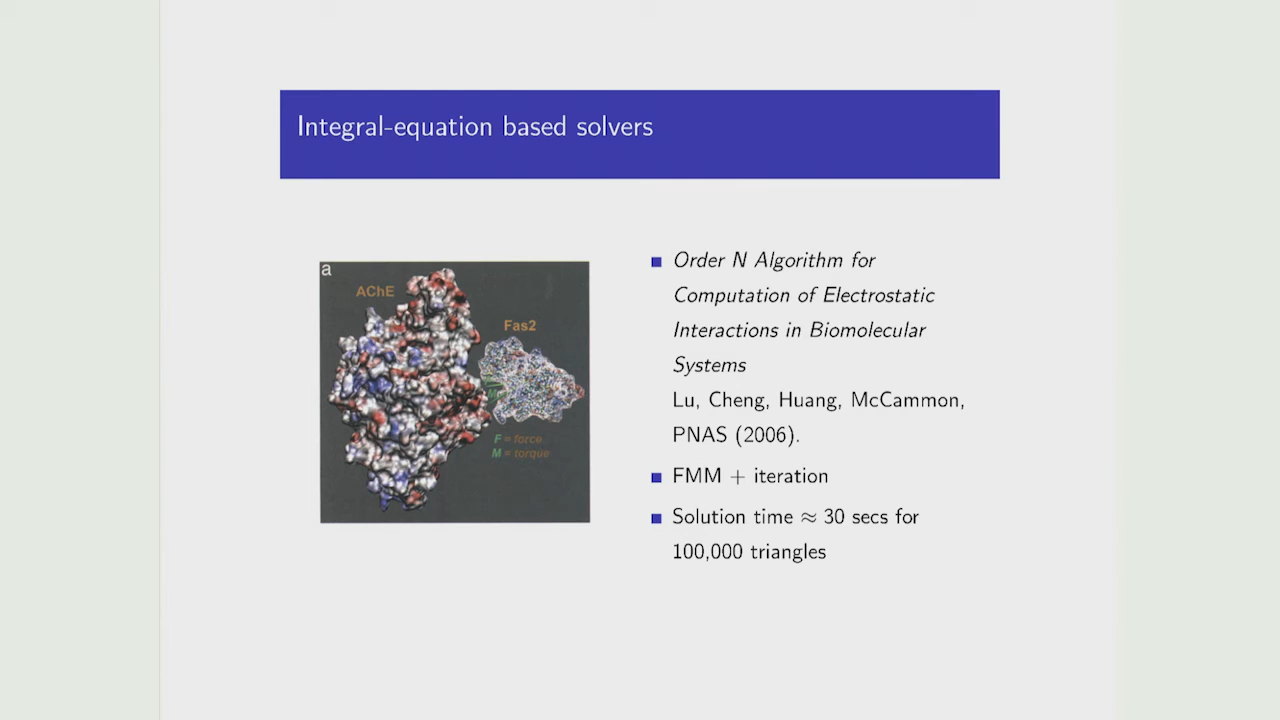 Integral-equation based solvers
a
AChE
Fas2
F = force
M = torque
Order N Algorithm for
Computation of Electrostatic
Interactions in Biomolecular
Systems
Lu, Cheng, Huang, McCammon,
PNAS (2006).
FMM + iteration
Solution time ≈ 30 secs for
100,000 triangles